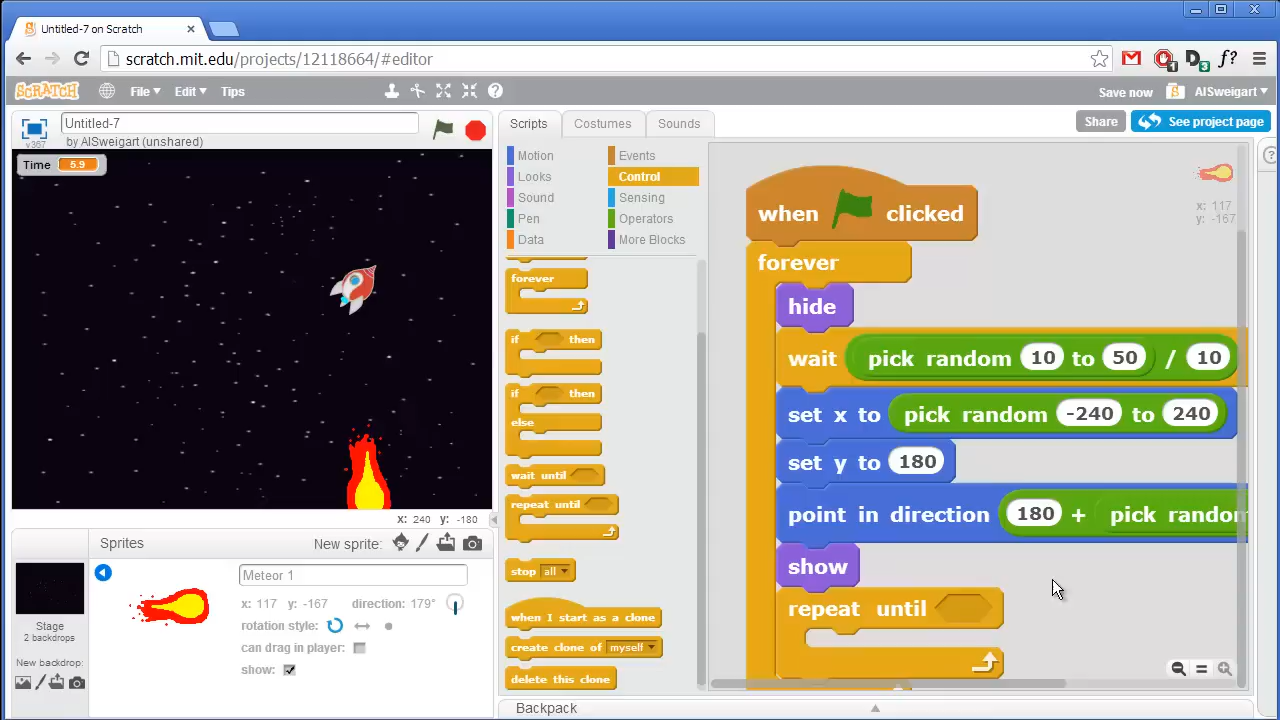 Untitled-7 on Scratch
scratch.mit.edu/projects/12118664/#editor
SCRATCH File Edit Tips Save now AlSweigart
Untitled-7
v367
by AlSweigart (unshared)
Scripts Costumes Sounds Share See project page
Time 5.9
Motion Events
Looks Control
Sound Sensing
Pen Operators
Data More Blocks
forever
if then
if then
else
wait until
repeat until
stop all
when I start as a clone
create clone of myself
delete this clone
when clicked
forever
hide
wait pick random 10 to 50 / 10
set x to pick random -240 to 240
set y to 180
point in direction 180 + pick random
show
repeat until
x: 117
y: -167
x: 240 y: -180
Sprites New sprite:
Stage
2 backdrops
New backdrop:
Meteor 1
x: 117 y: -167 direction: 179°
rotation style:
can drag in player:
show:
Backpack